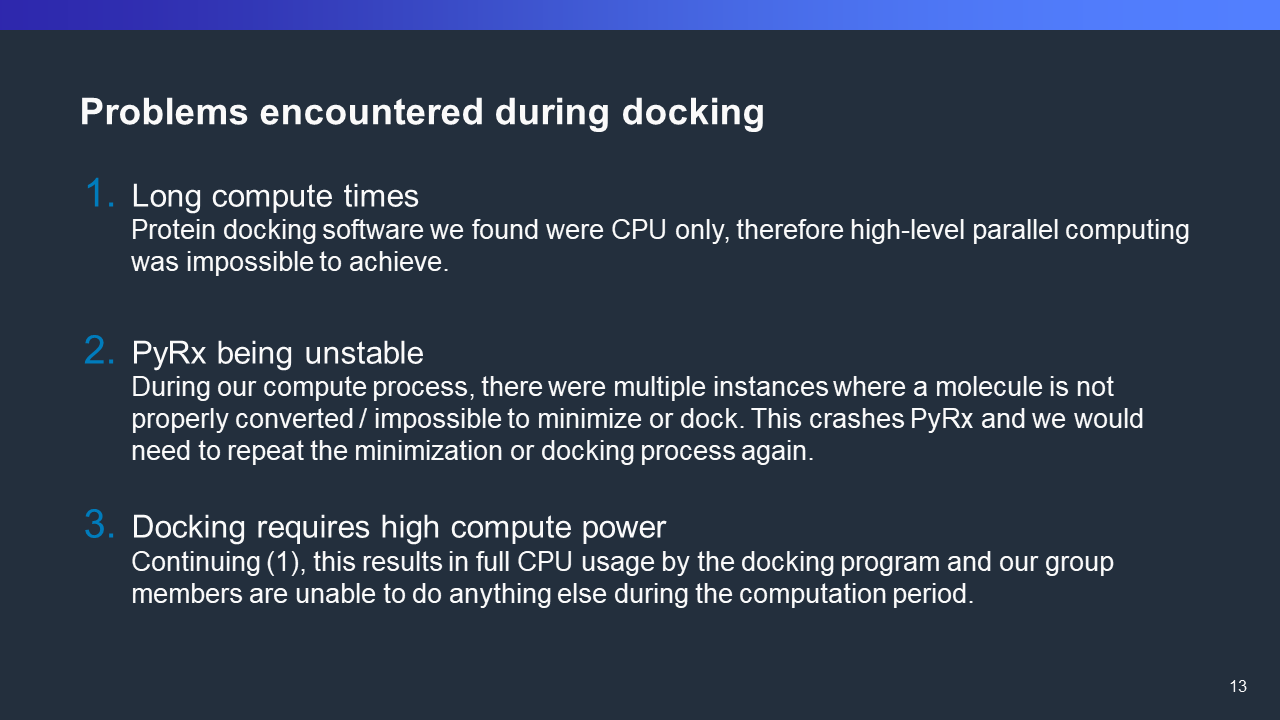 Problems encountered during docking
1. Long compute times
Protein docking software we found were CPU only, therefore high-level parallel computing
was impossible to achieve.
2. PyRx being unstable
During our compute process, there were multiple instances where a molecule is not
properly converted / impossible to minimize or dock. This crashes PyRx and we would
need to repeat the minimization or docking process again.
3. Docking requires high compute power
Continuing (1), this results in full CPU usage by the docking program and our group
members are unable to do anything else during the computation period.
13